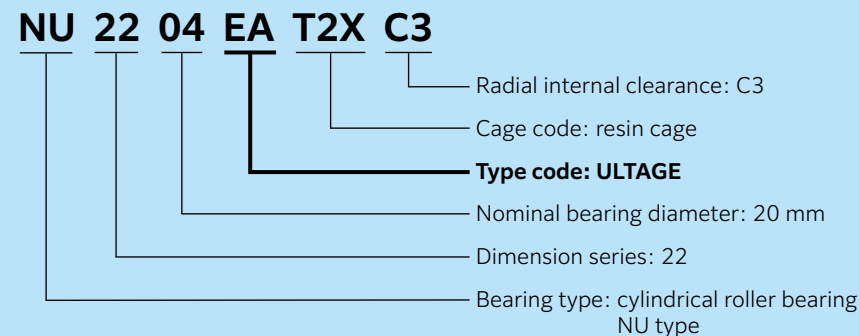 NU 22 04 EA T2X C3
Radial internal clearance: C3
Cage code: resin cage
Type code: ULTAGE
Nominal bearing diameter: 20 mm
Dimension series: 22
Bearing type: cylindrical roller bearing
NU type